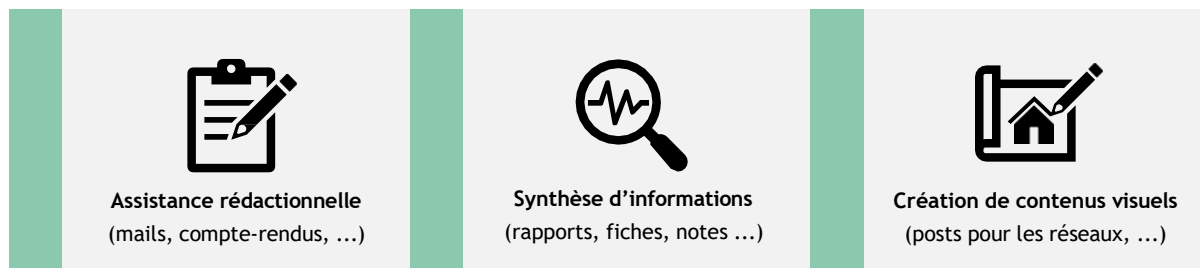 Assistance rédactionnelle
(mails, compte-rendus, ...)
Synthèse d’informations
(rapports, fiches, notes ...)
Création de contenus visuels
(posts pour les réseaux, ...)